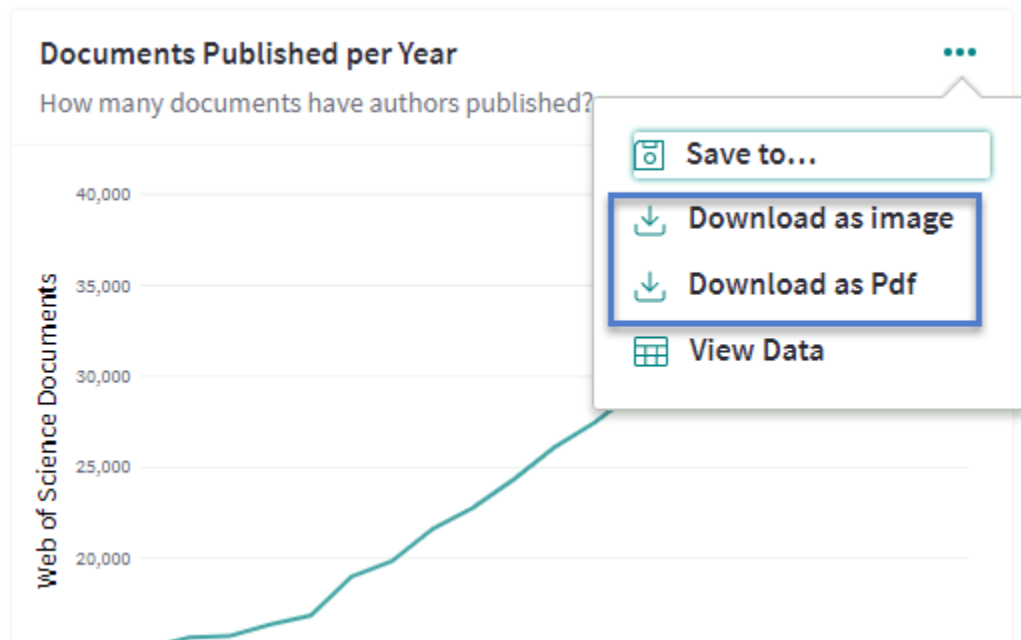 Documents Published per Year
How many documents have authors published?
Save to...
Download as image
Download as Pdf
View Data
Web of Science Documents
40,000
35,000
30,000
25,000
20,000